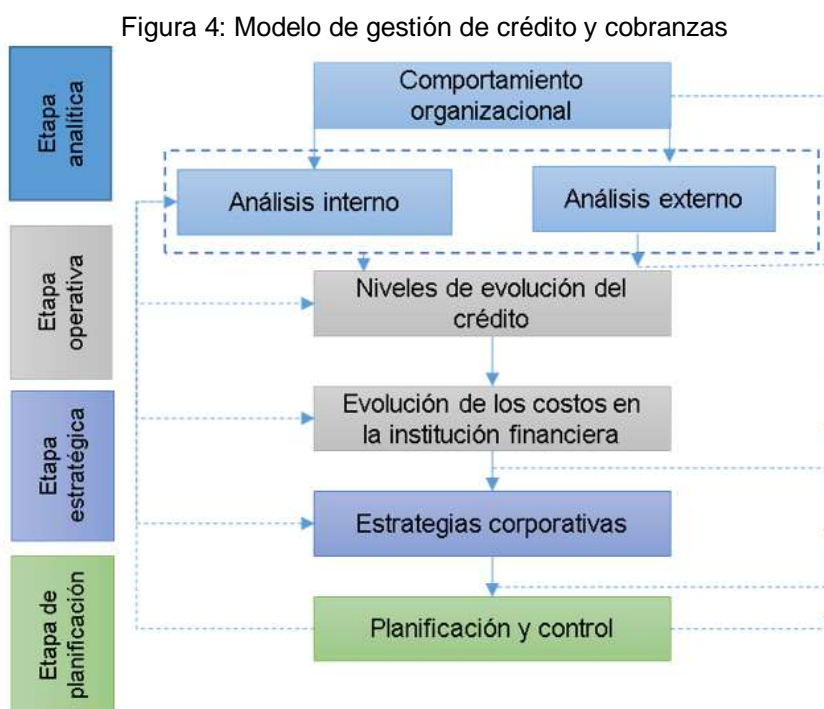 Figura 4: Modelo de gestión de crédito y cobranzas
Etapa
analítica
Comportamiento
organizacional
Análisis interno
Análisis externo
Etapa
operativa
Niveles de evolución del
crédito
Evolución de los costos en
la institución financiera
Etapa
estratégica
Estrategias corporativas
Etapa de
planificación
Planificación y control